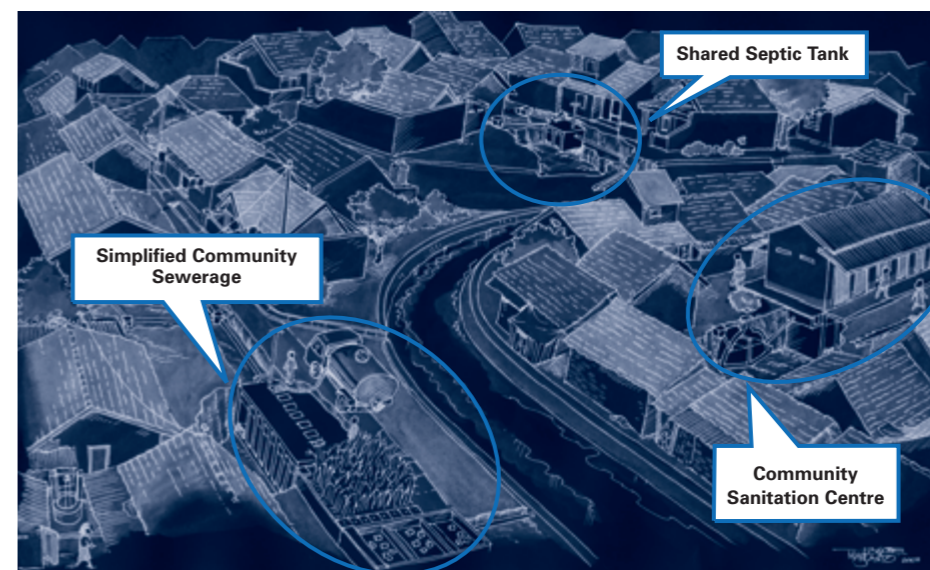 Shared Septic Tank
Simplified Community
Sewerage
Community
Sanitation Centre